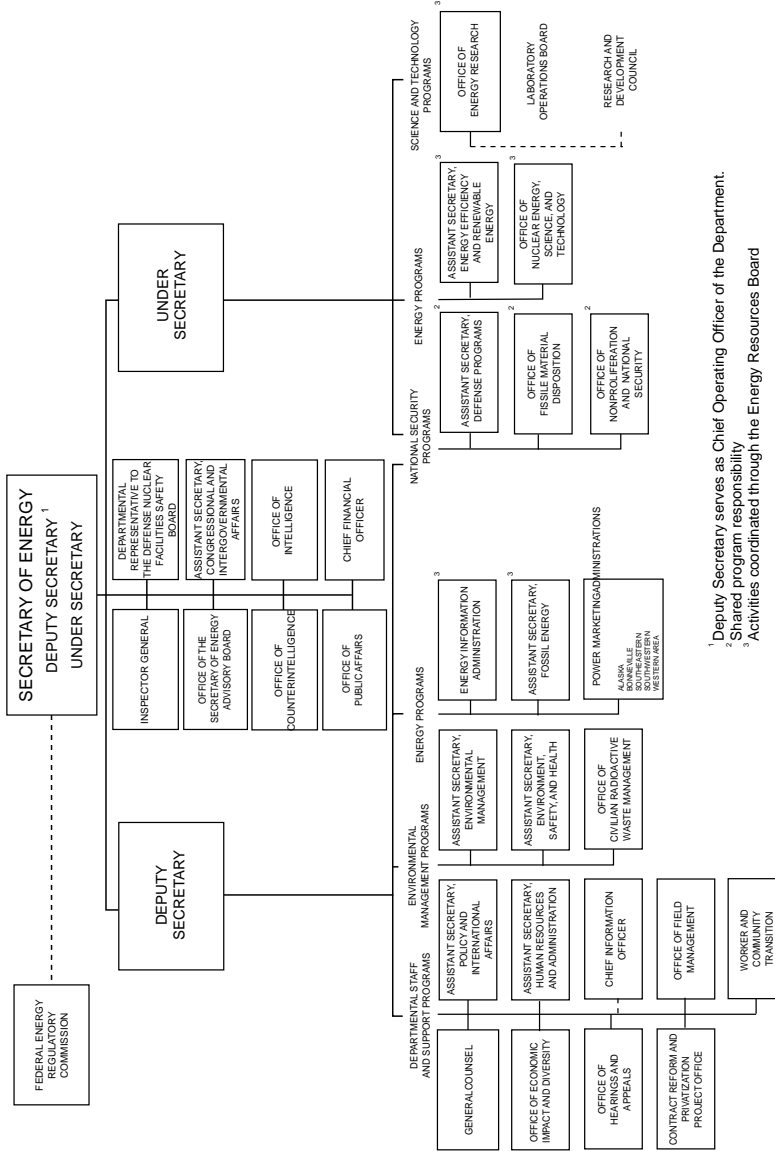 SECRETARY OF ENERGY
DEPUTY SECRETARY 1
UNDER SECRETARY
FEDERAL ENERGY
REGULATORY
COMMISSION
DEPUTY
SECRETARY
UNDER
SECRETARY
INSPECTOR GENERAL
DEPARTMENTAL
REPRESENTATIVE TO
THE DEFENSE NUCLEAR
FACILITIES SAFETY
BOARD
OFFICE OF THE
SECRETARY OF ENERGY
ADVISORY BOARD
ASSISTANT SECRETARY,
CONGRESSIONAL AND
INTERGOVERNMENTAL
AFFAIRS
OFFICE OF
COUNTERINTELLIGENCE
OFFICE OF
INTELLIGENCE
OFFICE OF
PUBLIC AFFAIRS
CHIEF FINANCIAL
OFFICER
DEPARTMENTAL STAFF
AND SUPPORT PROGRAMS
GENERAL COUNSEL
ASSISTANT SECRETARY,
POLICY AND
INTERNATIONAL
AFFAIRS
OFFICE OF ECONOMIC
IMPACT AND DIVERSITY
ASSISTANT SECRETARY,
HUMAN RESOURCES
AND ADMINISTRATION
OFFICE OF
HEARINGS AND
APPEALS
CHIEF INFORMATION
OFFICER
CONTRACT REFORM AND
PRIVATIZATION
PROJECT OFFICE
OFFICE OF FIELD
MANAGEMENT
WORKER AND
COMMUNITY
TRANSITION
ENVIRONMENTAL
MANAGEMENT PROGRAMS
ASSISTANT SECRETARY,
ENVIRONMENTAL
MANAGEMENT
ASSISTANT SECRETARY,
ENVIRONMENT,
SAFETY, AND HEALTH
OFFICE OF
CIVILIAN RADIOACTIVE
WASTE MANAGEMENT
ENERGY PROGRAMS
3
ENERGY INFORMATION
ADMINISTRATION
3
ASSISTANT SECRETARY,
FOSSIL ENERGY
POWER MARKETING ADMINISTRATIONS
ALASKA
BONNEVILLE
SOUTHEASTERN
SOUTHWESTERN
WESTERN AREA
NATIONAL SECURITY
PROGRAMS
2
ASSISTANT SECRETARY,
DEFENSE PROGRAMS
2
OFFICE OF
FISSILE MATERIAL
DISPOSITION
2
OFFICE OF
NONPROLIFERATION
AND NATIONAL
SECURITY
ENERGY PROGRAMS
3
ASSISTANT SECRETARY,
ENERGY EFFICIENCY
AND RENEWABLE
ENERGY
3
OFFICE OF
NUCLEAR ENERGY,
SCIENCE, AND
TECHNOLOGY
SCIENCE AND TECHNOLOGY
PROGRAMS
3
OFFICE OF
ENERGY RESEARCH
LABORATORY
OPERATIONS BOARD
RESEARCH AND
DEVELOPMENT
COUNCIL
1 Deputy Secretary serves as Chief Operating Officer of the Department.
2 Shared program responsibility
3 Activities coordinated through the Energy Resources Board